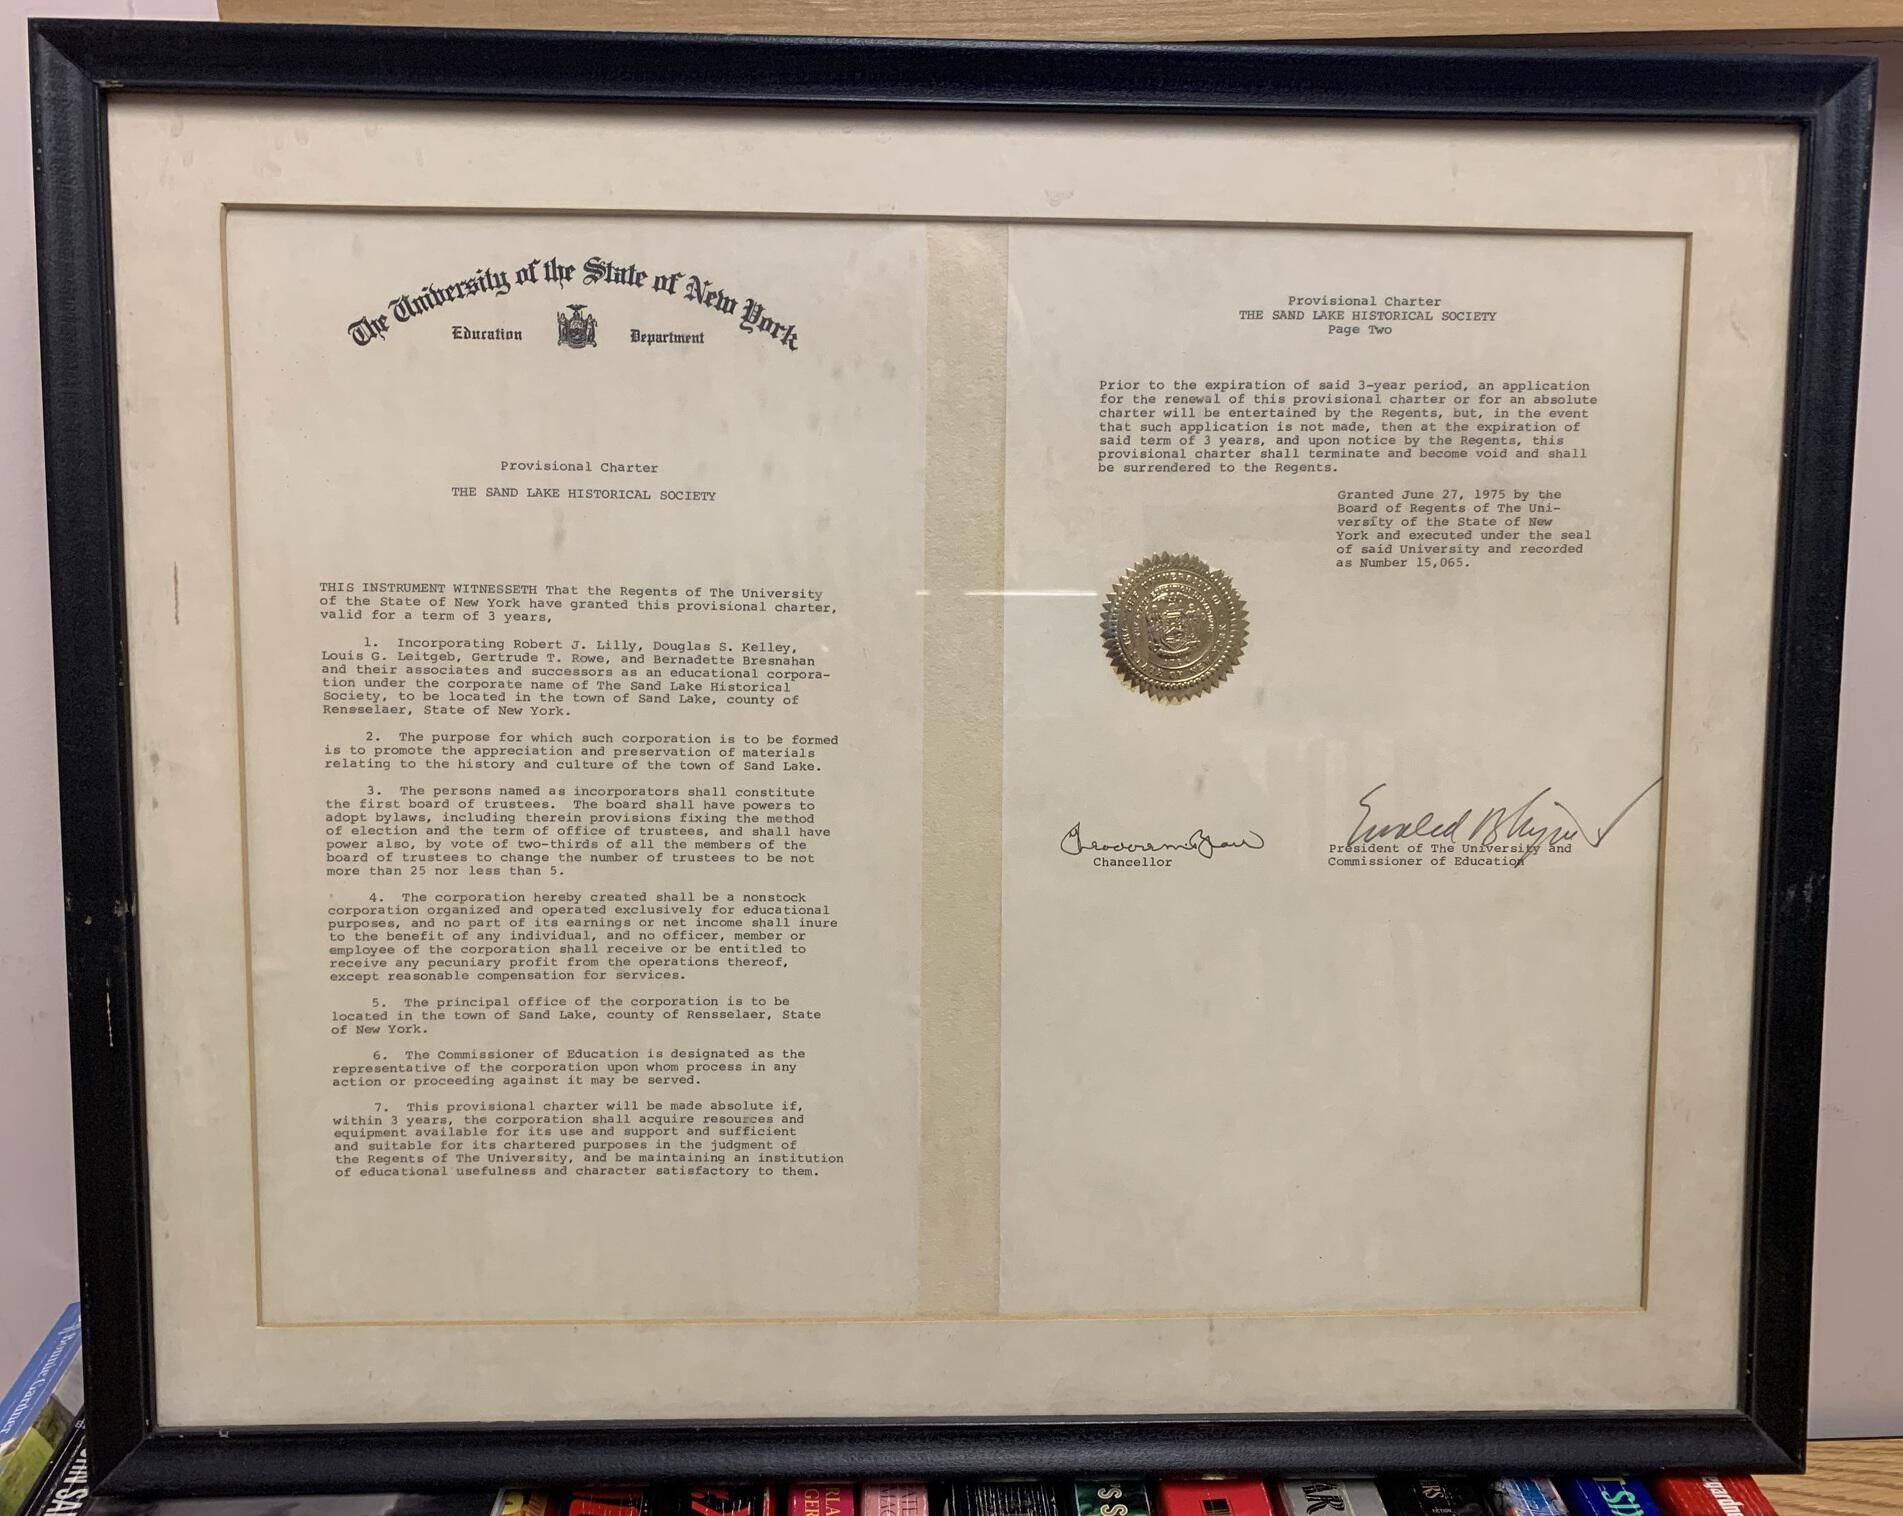 The University of the State of New York
Education Department
Provisional Charter
THE SAND LAKE HISTORICAL SOCIETY
THIS INSTRUMENT WITNESSETH That the Regents of The University
of the State of New York have granted this provisional charter,
valid for a term of 3 years,
1. Incorporating Robert J. Lilly, Douglas S. Kelley,
Louis G. Leitgeb, Gertrude T. Rowe, and Bernadette Bresnahan
and their associates and successors as an educational corpora-
tion under the corporate name of The Sand Lake Historical
Society, to be located in the town of Sand Lake, county of
Rensselaer, State of New York.
2. The purpose for which such corporation is to be formed
is to promote the appreciation and preservation of materials
relating to the history and culture of the town of Sand Lake.
3. The persons named as incorporators shall constitute
the first board of trustees. The board shall have powers to
adopt bylaws, including therein provisions fixing the method
of election and the term of office of trustees, and shall have
power also, by vote of two-thirds of all the members of the
board of trustees to change the number of trustees to be not
more than 25 nor less than 5.
4. The corporation hereby created shall be a nonstock
corporation organized and operated exclusively for educational
purposes, and no part of its earnings or net income shall inure
to the benefit of any individual, and no officer, member or
employee of the corporation shall receive or be entitled to
receive any pecuniary profit from the operations thereof,
except reasonable compensation for services.
5. The principal office of the corporation is to be
located in the town of Sand Lake, county of Rensselaer, State
of New York.
6. The Commissioner of Education is designated as the
representative of the corporation upon whom process in any
action or proceeding against it may be served.
7. This provisional charter will be made absolute if,
within 3 years, the corporation shall acquire resources and
equipment available for its use and support and sufficient
and suitable for its chartered purposes in the judgment of
the Regents of The University, and be maintaining an institution
of educational usefulness and character satisfactory to them.
Provisional Charter
THE SAND LAKE HISTORICAL SOCIETY
Page Two
Prior to the expiration of said 3-year period, an application
for the renewal of this provisional charter or for an absolute
charter will be entertained by the Regents, but, in the event
that such application is not made, then at the expiration of
said term of 3 years, and upon notice by the Regents, this
provisional charter shall terminate and become void and shall
be surrendered to the Regents.
Granted June 27, 1975 by the
Board of Regents of The Uni-
versity of the State of New
York and executed under the seal
of said University and recorded
as Number 15,065.
Chancellor
President of The University and
Commissioner of Education
Bonnie Gardner